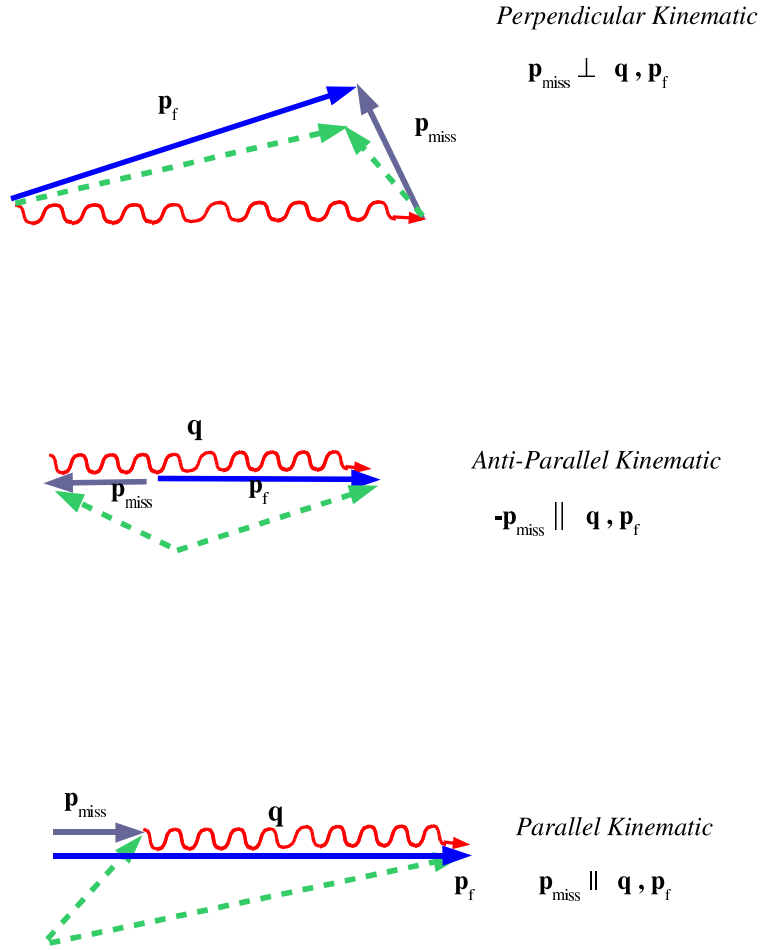 Perpendicular Kinematic
p_miss ⊥ q , p_f
p_f
p_miss
q
Anti-Parallel Kinematic
p_miss
p_f
-p_miss || q , p_f
p_miss
q
Parallel Kinematic
p_f
p_miss || q , p_f